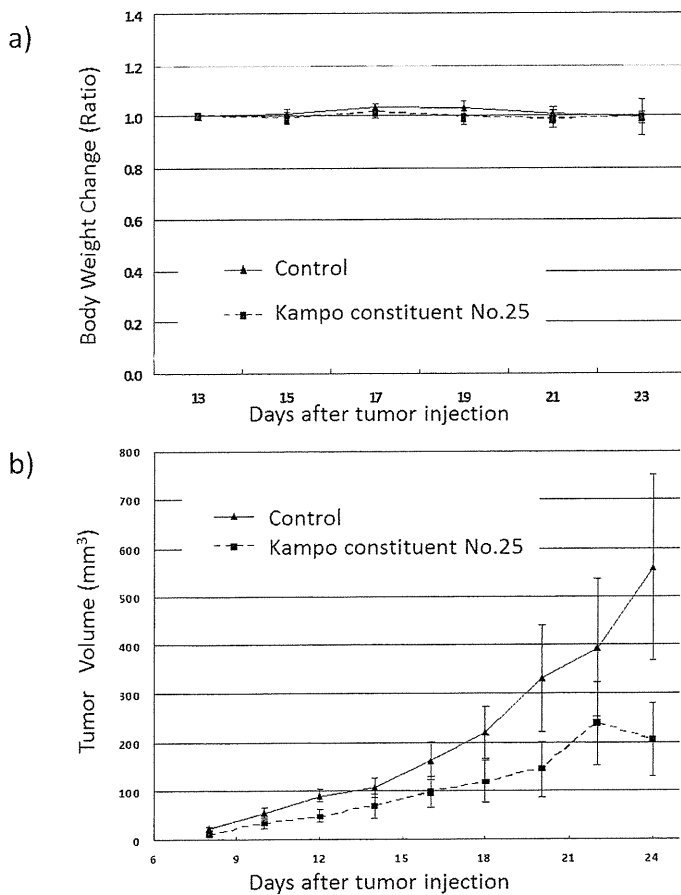 a)
Body Weight Change (Ratio)
1.4
1.2
1.0
0.8
0.6
0.4
0.2
0.0
Control
Kampo constituent No.25
13 15 17 19 21 23
Days after tumor injection
b)
Tumor Volume (mm³)
800
700
600
500
400
300
200
100
0
Control
Kampo constituent No.25
6 9 12 15 18 21 24
Days after tumor injection